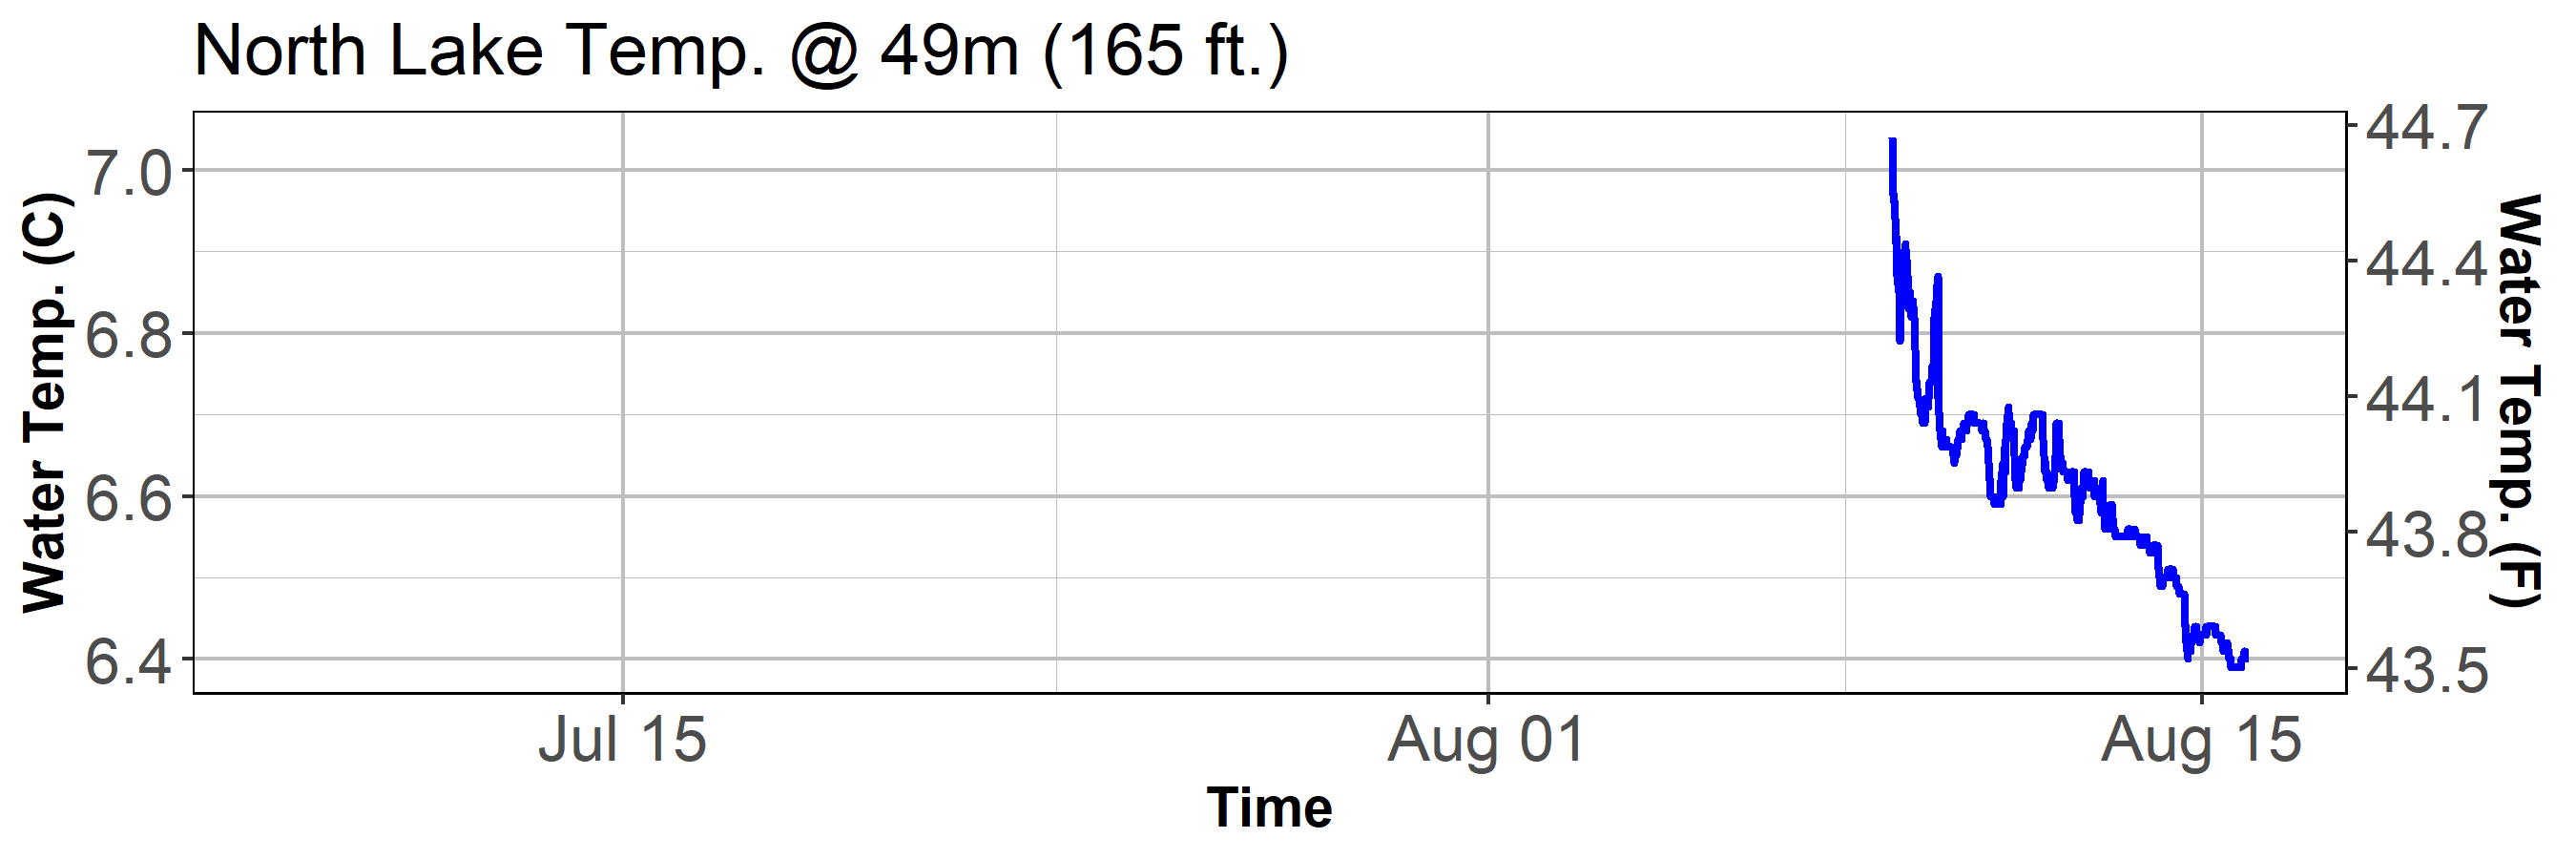 North Lake Temp. @ 49m (165 ft.)
Water Temp. (C)
7.0
6.8
6.6
6.4
44.7
44.4
44.1
43.8
43.5
Water Temp. (F)
Jul 15
Aug 01
Aug 15
Time